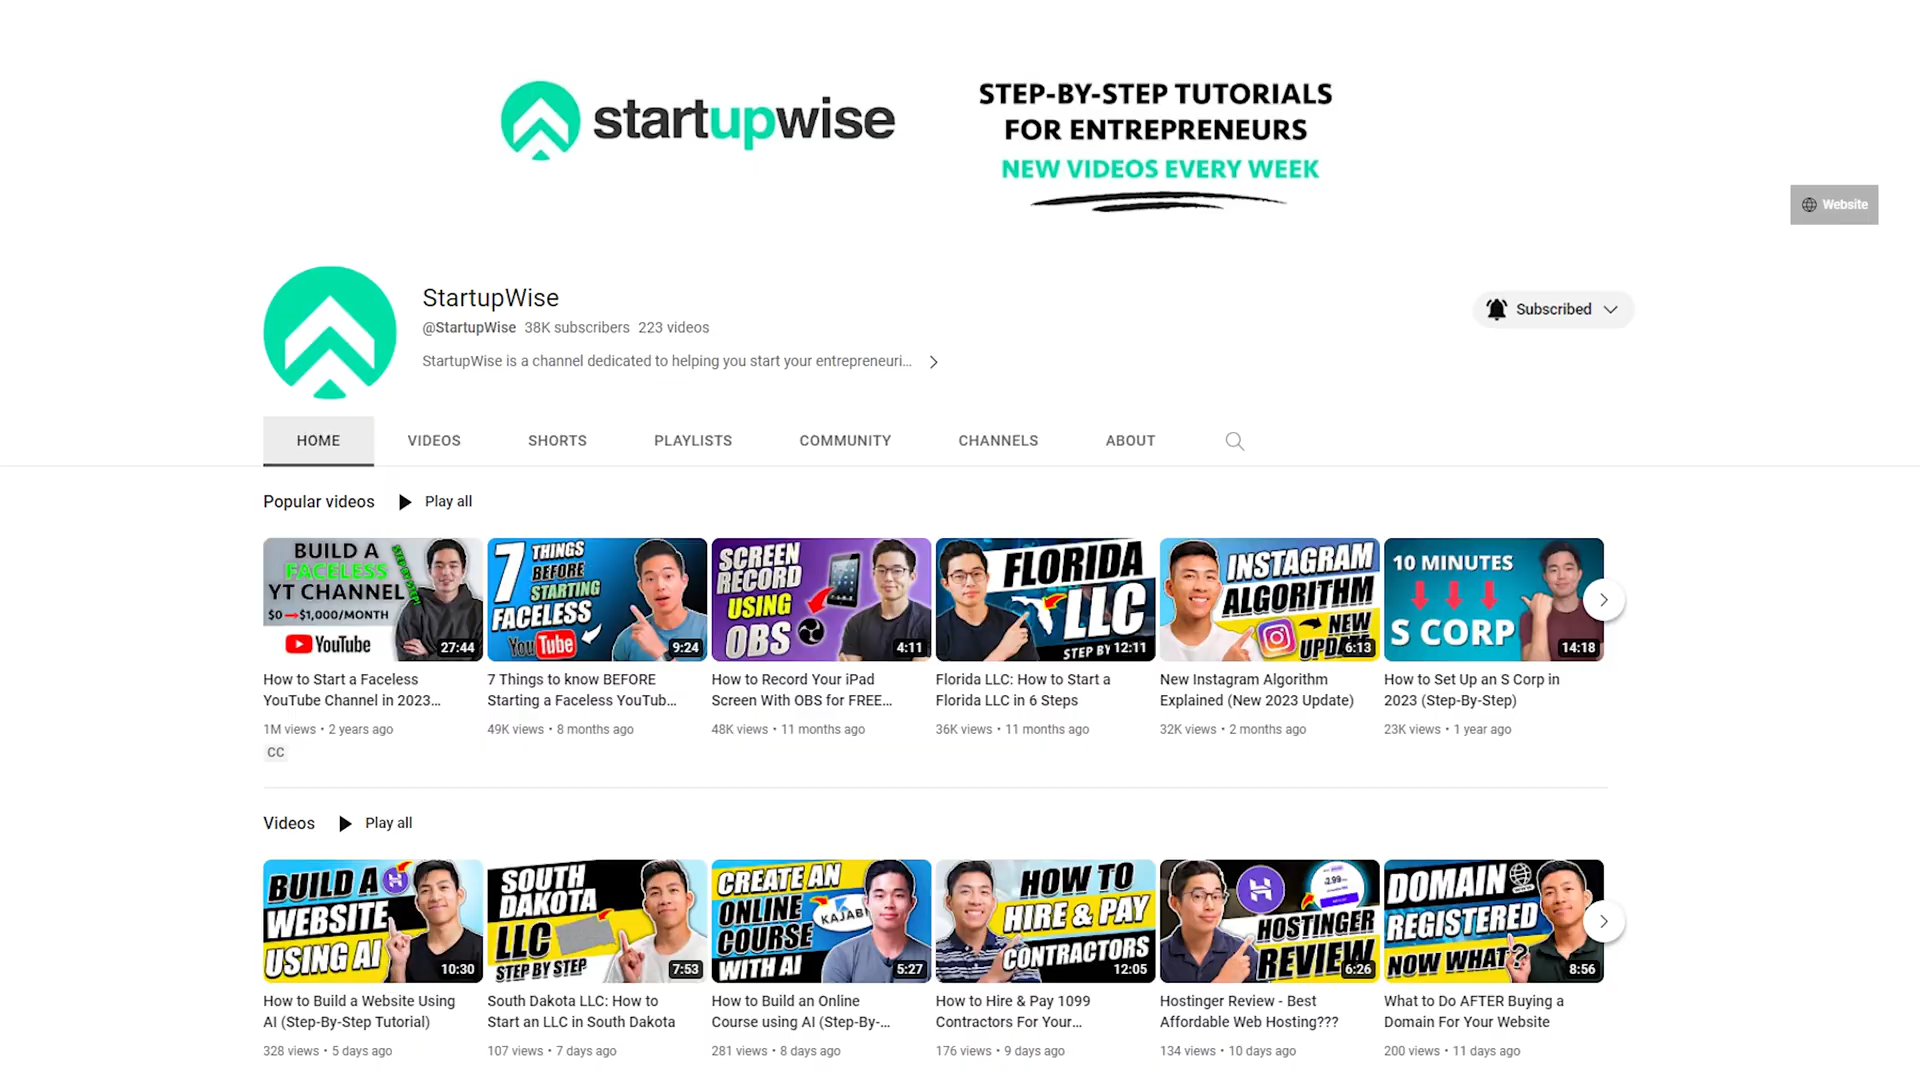 startupwise
STEP-BY-STEP TUTORIALS
FOR ENTREPRENEURS
NEW VIDEOS EVERY WEEK
Website
StartupWise
@StartupWise 38K subscribers 223 videos
StartupWise is a channel dedicated to helping you start your entrepreneuri...
Subscribed
HOME VIDEOS SHORTS PLAYLISTS COMMUNITY CHANNELS ABOUT
Popular videos Play all
BUILD A
FACELESS
YT CHANNEL
STEP BY STEP!
$0 → $1,000/MONTH
YouTube
27:44
7 THINGS
BEFORE
STARTING
FACELESS
YouTube
9:24
SCREEN
RECORD
USING
OBS
4:11
FLORIDA
LLC
STEP BY
12:11
INSTAGRAM
ALGORITHM
NEW
6:13
10 MINUTES
S CORP
14:18
How to Start a Faceless
YouTube Channel in 2023...
1M views • 2 years ago
CC
7 Things to know BEFORE
Starting a Faceless YouTub...
49K views • 8 months ago
How to Record Your iPad
Screen With OBS for FREE...
48K views • 11 months ago
Florida LLC: How to Start a
Florida LLC in 6 Steps
36K views • 11 months ago
New Instagram Algorithm
Explained (New 2023 Update)
32K views • 2 months ago
How to Set Up an S Corp in
2023 (Step-By-Step)
23K views • 1 year ago
Videos Play all
BUILD A
WEBSITE
USING AI
10:30
SOUTH
DAKOTA
LLC
STEP BY STEP
7:53
CREATE AN
ONLINE
COURSE
WITH AI
5:27
HOW TO
HIRE & PAY
CONTRACTORS
12:05
HOSTINGER
REVIEW
6:26
DOMAIN
REGISTERED
NOW WHAT?
8:56
How to Build a Website Using
AI (Step-By-Step Tutorial)
328 views • 5 days ago
South Dakota LLC: How to
Start an LLC in South Dakota
107 views • 7 days ago
How to Build an Online
Course using AI (Step-By-...
281 views • 8 days ago
How to Hire & Pay 1099
Contractors For Your...
176 views • 9 days ago
Hostinger Review - Best
Affordable Web Hosting???
134 views • 10 days ago
What to Do AFTER Buying a
Domain For Your Website
200 views • 11 days ago